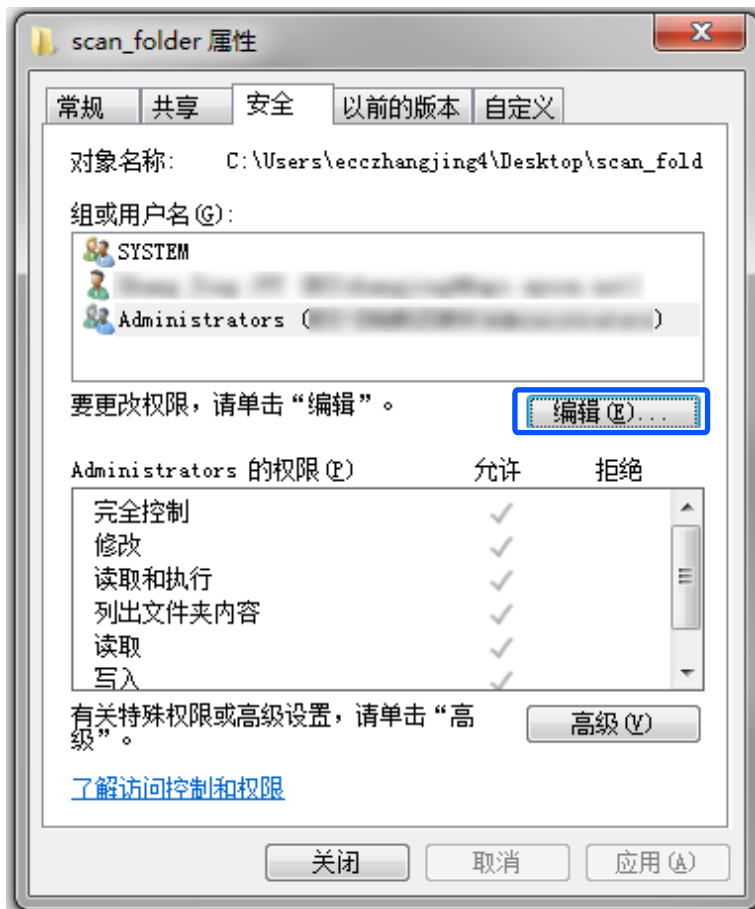 scan_folder 属性
常规 共享 安全 以前的版本 自定义
对象名称: C:\Users\ecczhangjing4\Desktop\scan_fold
组或用户名(G):
SYSTEM
Administrators ( )
要更改权限，请单击“编辑”。
编辑(E)...
Administrators 的权限(P) 允许 拒绝
完全控制
修改
读取和执行
列出文件夹内容
读取
写入
有关特殊权限或高级设置，请单击“高
级”。
高级(V)
了解访问控制和权限
关闭 取消 应用(A)